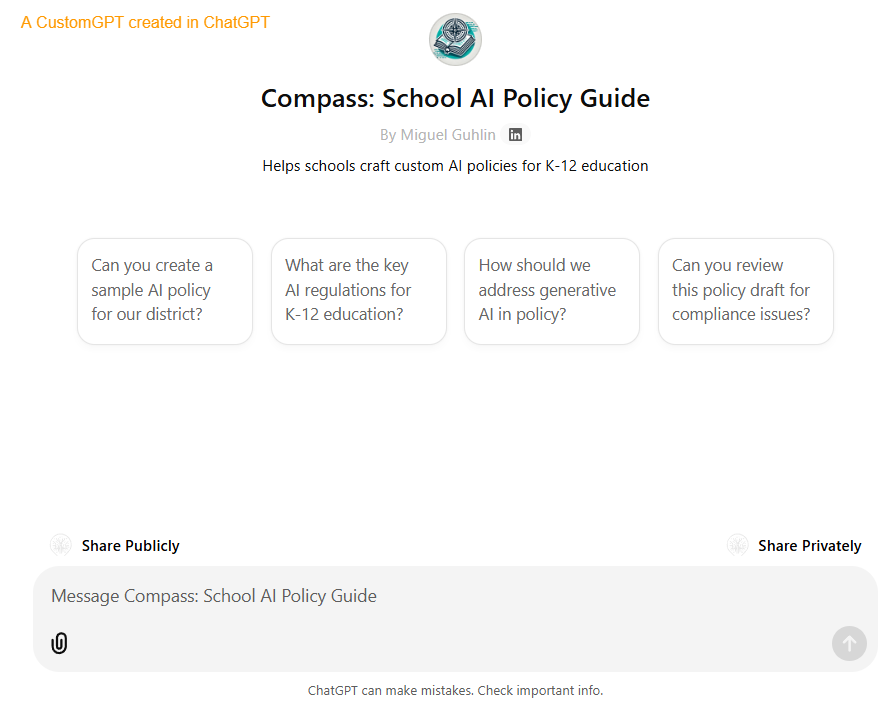 A CustomGPT created in ChatGPT
Compass: School AI Policy Guide
By Miguel Guhlin in
Helps schools craft custom AI policies for K-12 education
Can you create a
sample AI policy
for our district?
What are the key
AI regulations for
K-12 education?
How should we
address generative
AI in policy?
Can you review
this policy draft for
compliance issues?
Share Publicly
Share Privately
Message Compass: School AI Policy Guide
ChatGPT can make mistakes. Check important info.